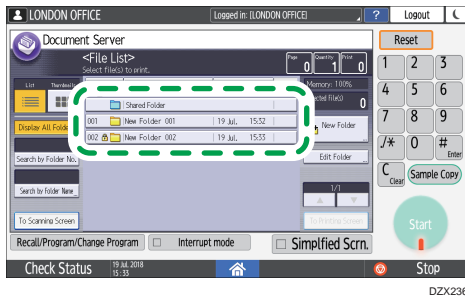 LONDON OFFICE
Logged in: [LONDON OFFICE]
?
Logout
Document Server
Reset
<File List>
Select file(s) to print.
Page 0
Quantity 1
Print 0
List
Thumbnails
Memory: 100%
Selected File(s) 0
Shared Folder
001 New Folder 001 19 Jul. 15:32
002 New Folder 002 19 Jul. 15:33
Display All Folders
New Folder
Search by Folder No.
Edit Folder
Search by Folder Name
1/1
To Scanning Screen
To Printing Screen
1 2 3
4 5 6
7 8 9
./* 0 #
Enter
C Clear
Sample Copy
Start
Recall/Program/Change Program
Interrupt mode
Simplfied Scrn.
Check Status
19 Jul. 2018
15:33
Stop
DZX236